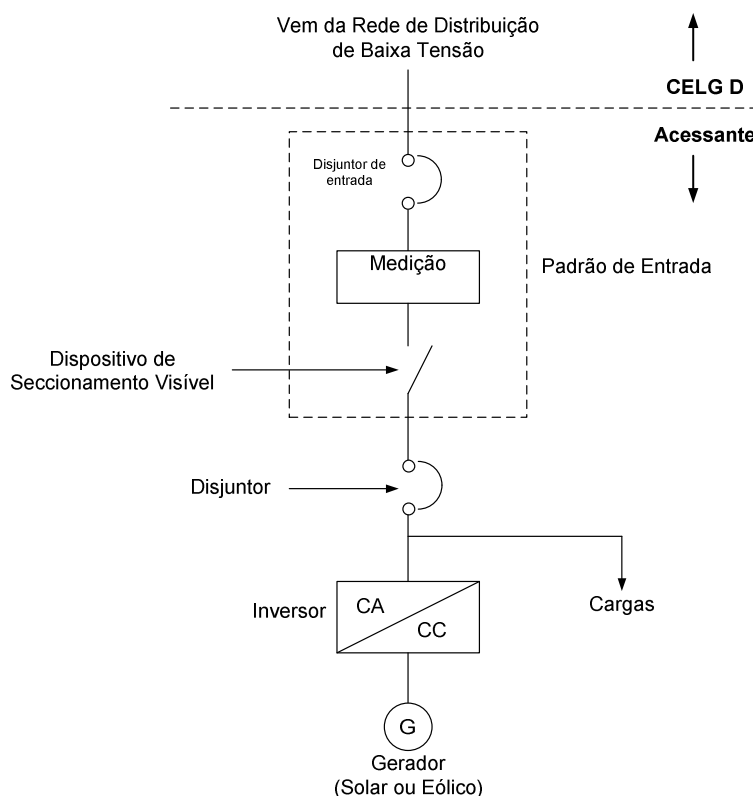 Vem da Rede de Distribuição
de Baixa Tensão
CELG D
Acessante
Disjuntor de
entrada
Medição
Padrão de Entrada
Dispositivo de
Seccionamento Visível
Disjuntor
Inversor
CA
CC
Cargas
G
Gerador
(Solar ou Eólico)